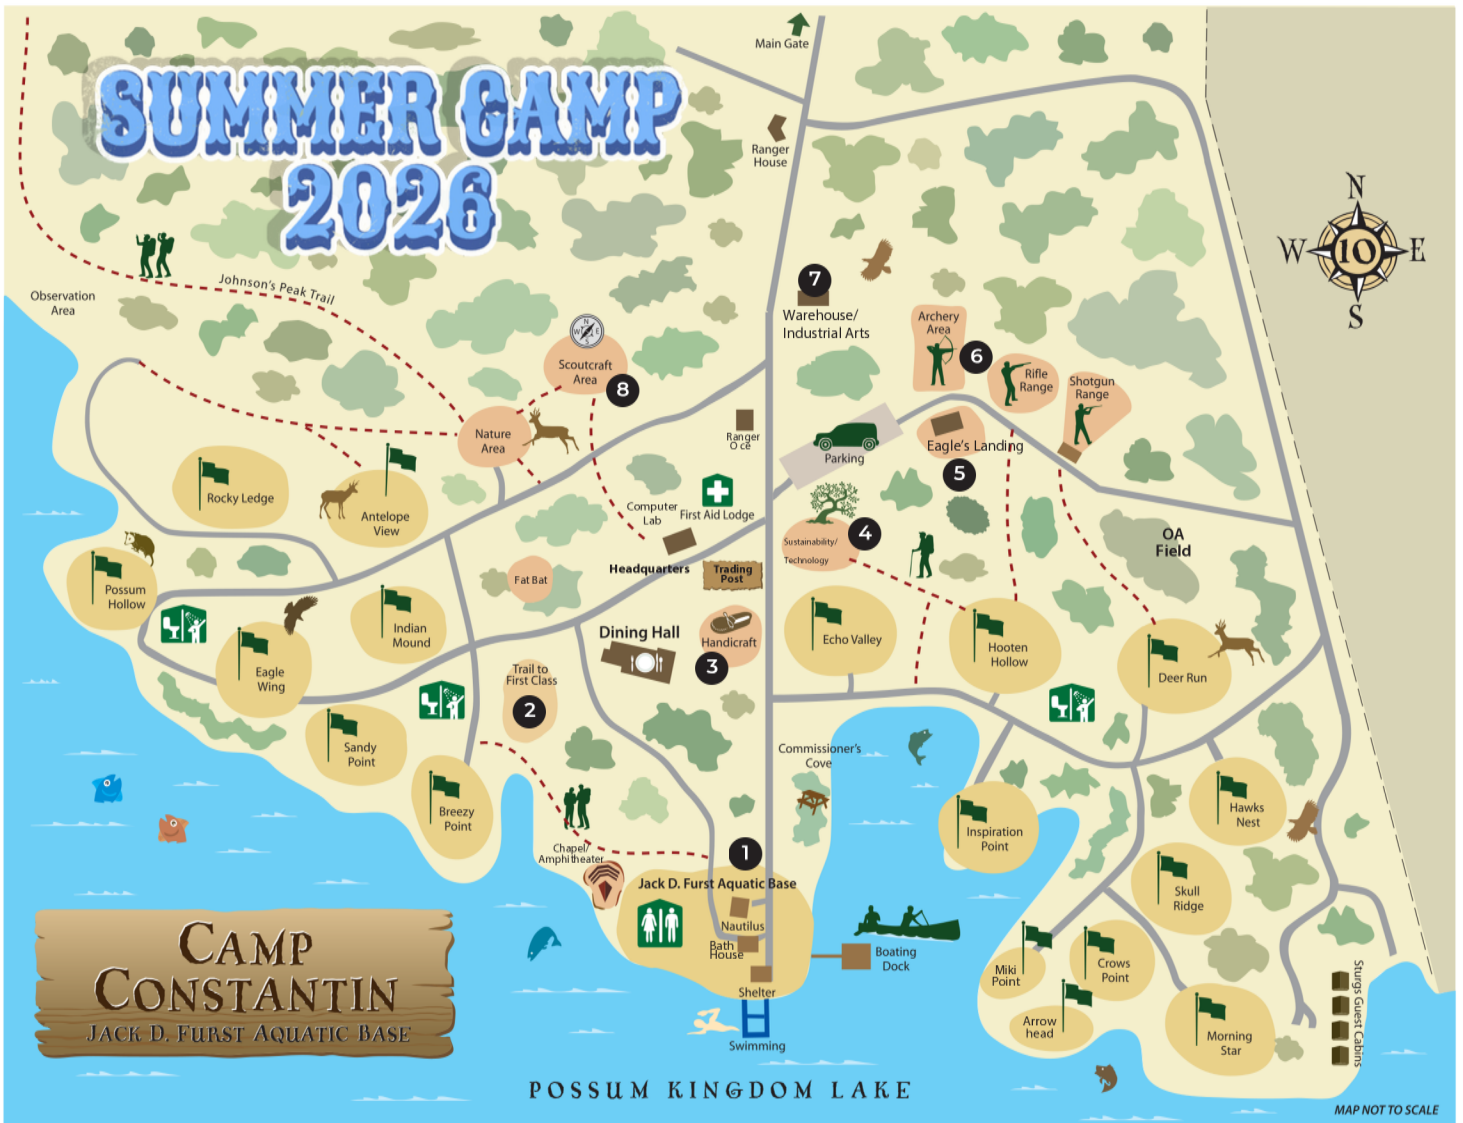 Main Gate
SUMMER CAMP
2026
Ranger
House
N
W
10
E
S
Johnson's Peak Trail
Observation
Area
7
Warehouse/
Industrial Arts
Archery
Area
6
Rifle
Range
Shotgun
Range
N
W
E
S
Scoutcraft
Area
8
Nature
Area
Ranger
O ce
Parking
Eagle's Landing
5
Rocky Ledge
Antelope
View
Computer
Lab
First Aid Lodge
4
Sustainability/
Technology
OA
Field
Headquarters
Trading
Post
Fat Bat
Possum
Hollow
Indian
Mound
Eagle
Wing
Dining Hall
Handicraft
3
Echo Valley
Hooten
Hollow
Deer Run
Trail to
First Class
2
Sandy
Point
Breezy
Point
Commissioner's
Cove
Inspiration
Point
Hawks
Nest
Chapel/
Amphitheater
1
Jack D. Furst Aquatic Base
Nautilus
Bath
House
Shelter
Swimming
Boating
Dock
Skull
Ridge
Miki
Point
Crows
Point
Arrow
head
Morning
Star
Sturgs Guest Cabins
CAMP
CONSTANTIN
JACK D. FURST AQUATIC BASE
POSSUM KINGDOM LAKE
MAP NOT TO SCALE